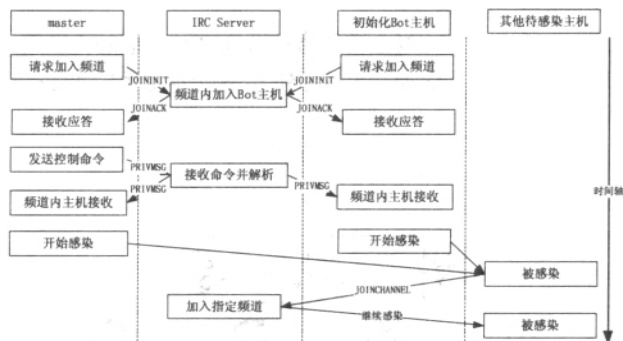 master
IRC Server
初始化Bot主机
其他待感染主机
请求加入频道
请求加入频道
JOININIT
JOININIT
频道内加入Bot主机
JOINACK
JOINACK
接收应答
接收应答
发送控制命令
PRIVMSG
接收命令并解析
PRIVMSG
PRIVMSG
频道内主机接收
频道内主机接收
时间轴
开始感染
开始感染
被感染
JOINCHANNEL
加入指定频道
继续感染
被感染